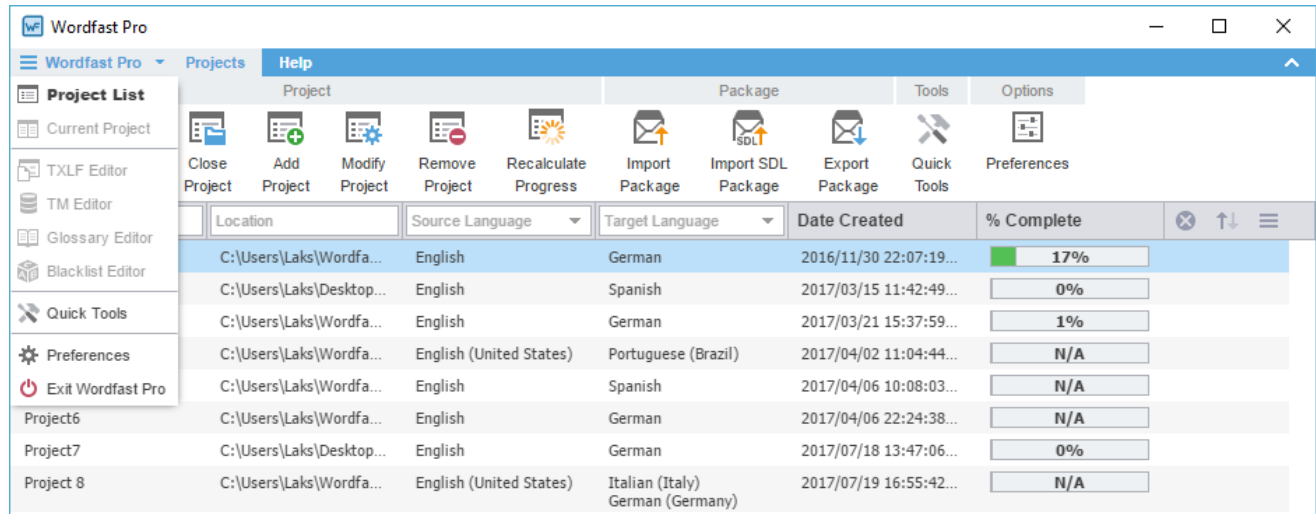 Wordfast Pro
Wordfast Pro Projects Help
Project List
Current Project
TXLF Editor
TM Editor
Glossary Editor
Blacklist Editor
Quick Tools
Preferences
Exit Wordfast Pro
Project Package Tools Options
Close Project
Add Project
Modify Project
Remove Project
Recalculate Progress
Import Package
SDL
Import SDL Package
Export Package
Quick Tools
Preferences
Location Source Language Target Language Date Created % Complete
C:\Users\Laks\Wordfa... English German 2016/11/30 22:07:19... 17%
C:\Users\Laks\Desktop... English Spanish 2017/03/15 11:42:49... 0%
C:\Users\Laks\Wordfa... English German 2017/03/21 15:37:59... 1%
C:\Users\Laks\Wordfa... English (United States) Portuguese (Brazil) 2017/04/02 11:04:44... N/A
C:\Users\Laks\Wordfa... English Spanish 2017/04/06 10:08:03... N/A
Project6 C:\Users\Laks\Wordfa... English German 2017/04/06 22:24:38... N/A
Project7 C:\Users\Laks\Desktop... English German 2017/07/18 13:47:06... 0%
Project 8 C:\Users\Laks\Wordfa... English (United States) Italian (Italy) 2017/07/19 16:55:42... N/A
German (Germany)